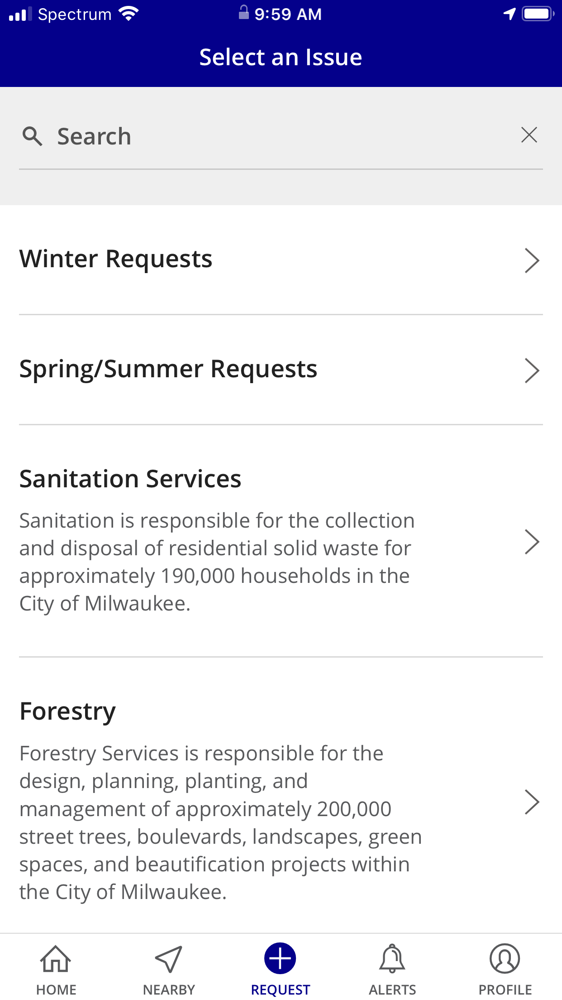 Spectrum 9:59 AM
Select an Issue
Search
Winter Requests
Spring/Summer Requests
Sanitation Services
Sanitation is responsible for the collection
and disposal of residential solid waste for
approximately 190,000 households in the
City of Milwaukee.
Forestry
Forestry Services is responsible for the
design, planning, planting, and
management of approximately 200,000
street trees, boulevards, landscapes, green
spaces, and beautification projects within
the City of Milwaukee.
HOME NEARBY REQUEST ALERTS PROFILE